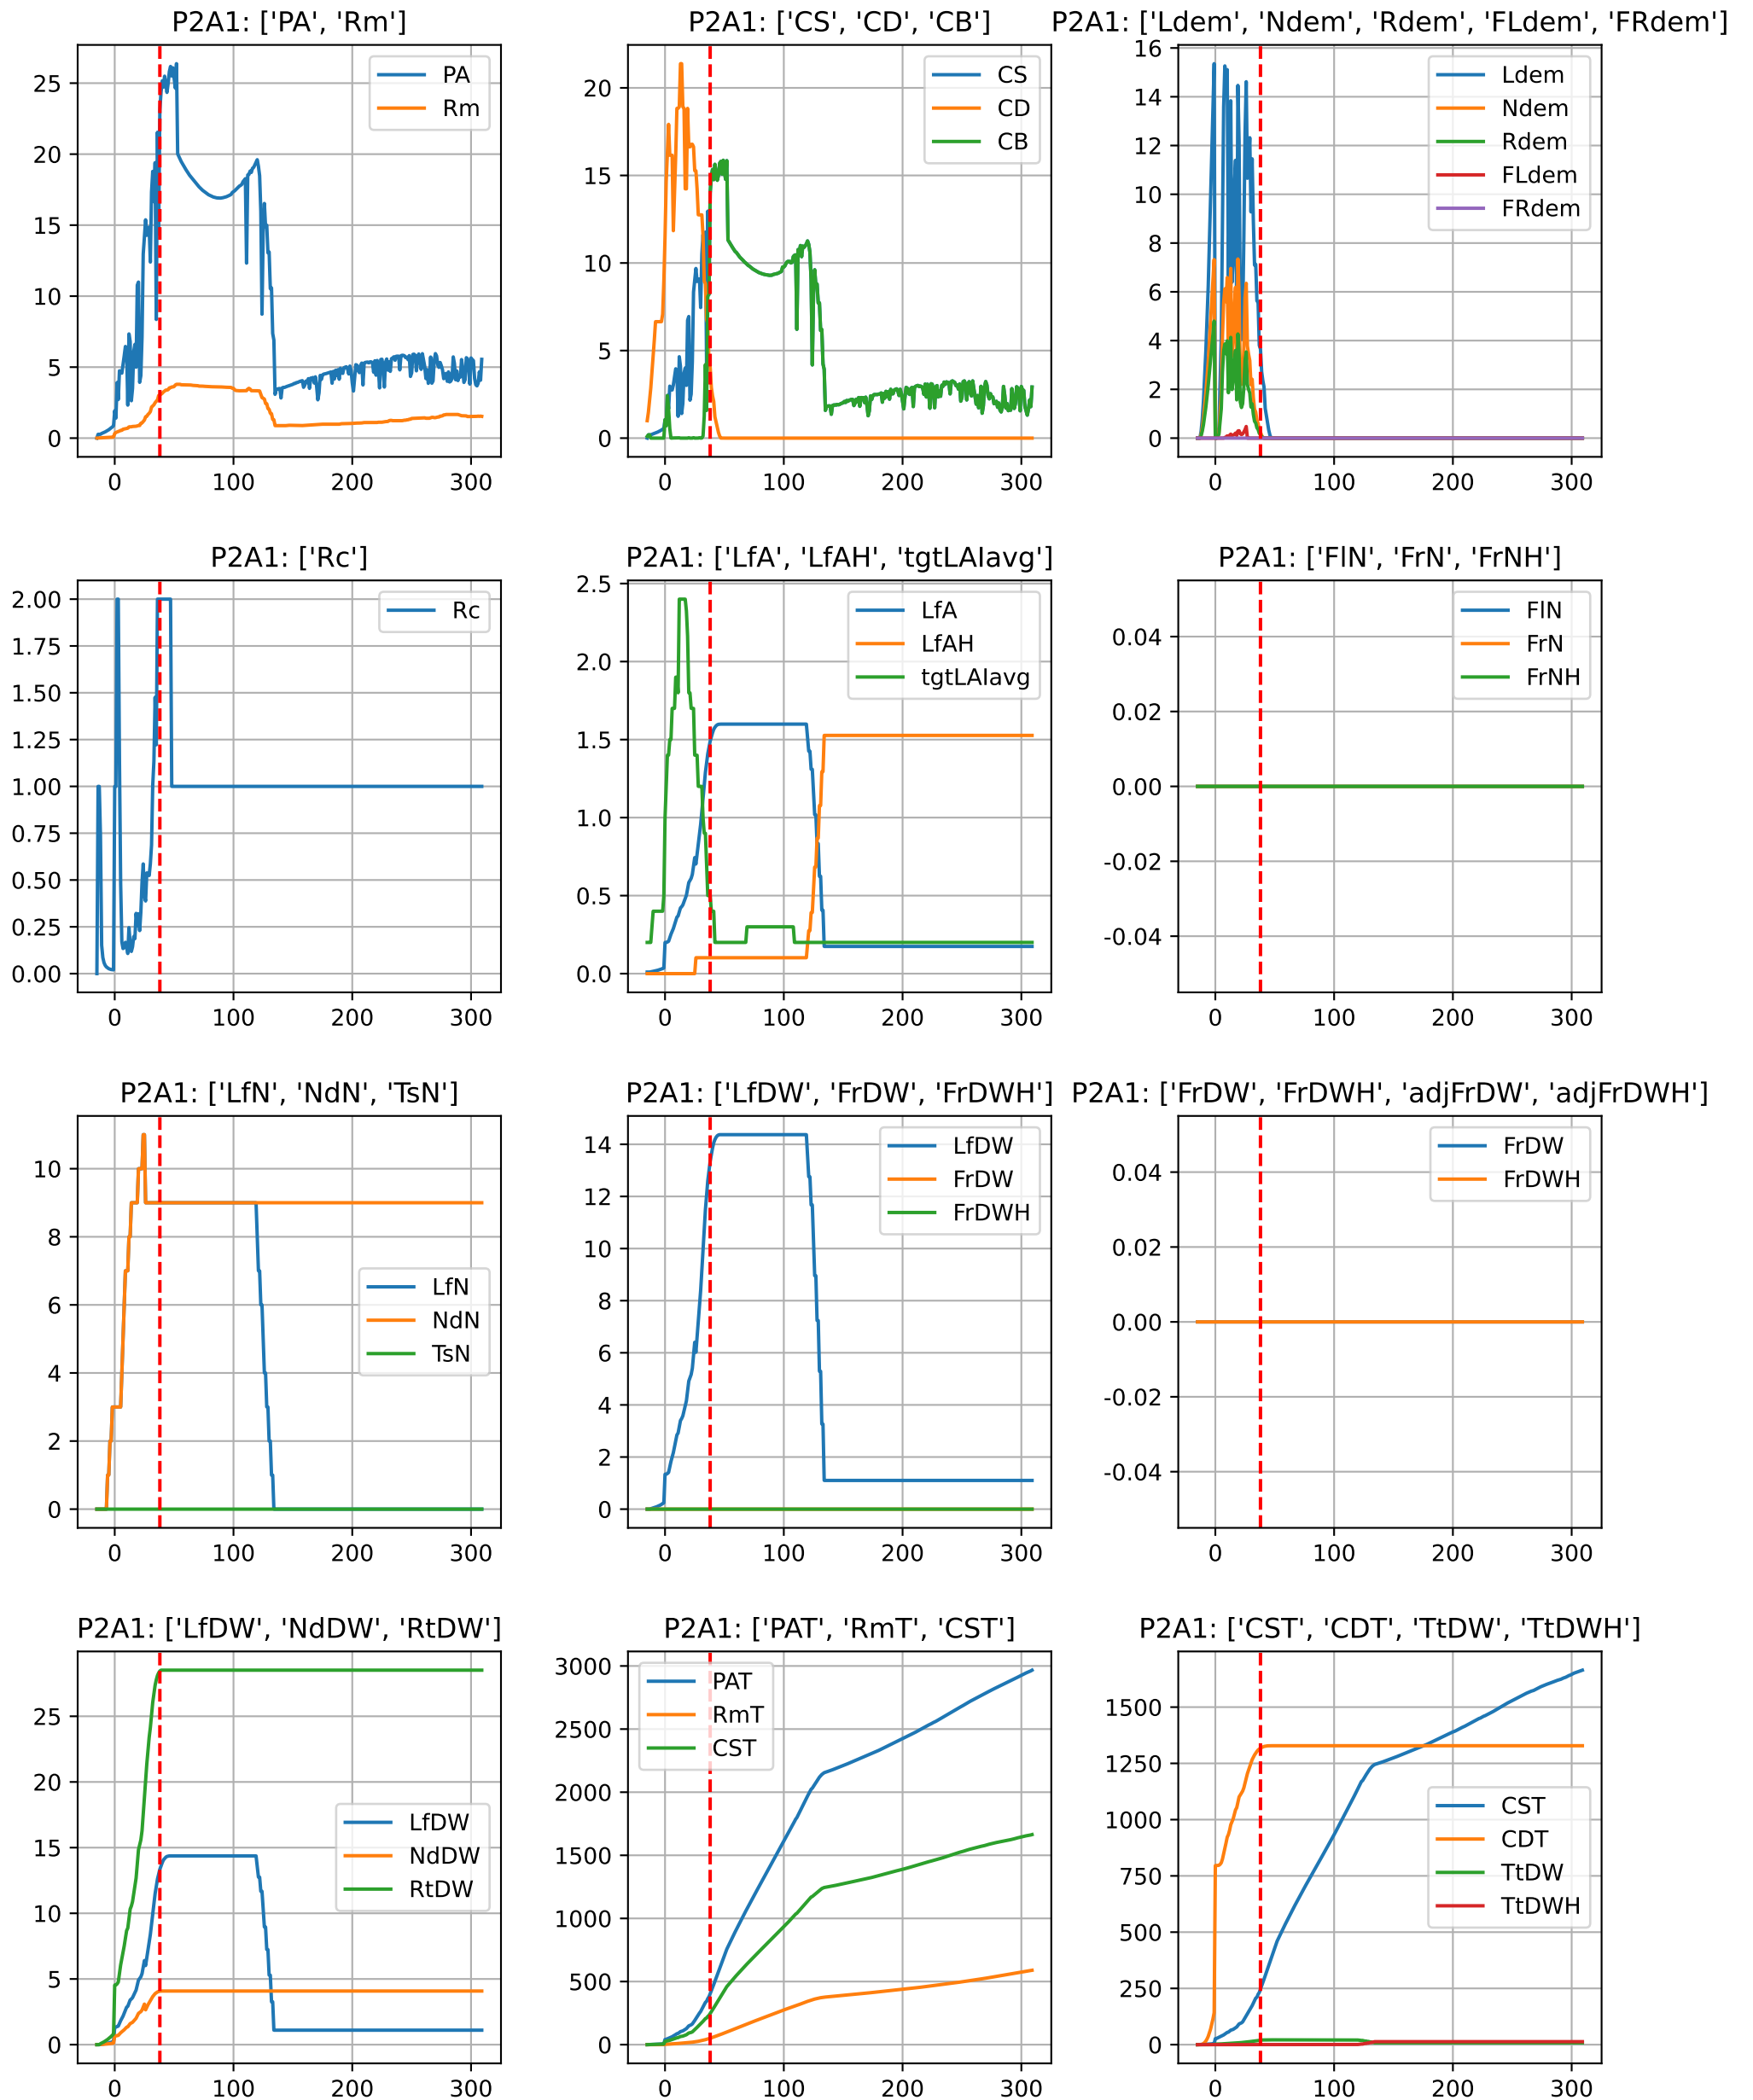 P2A1: ['PA', 'Rm']
P2A1: ['CS', 'CD', 'CB']
P2A1: ['Ldem', 'Ndem', 'Rdem', 'FLdem', 'FRdem']
25
20
15
10
5
0
0 100 200 300
PA
Rm
20
15
10
5
0
0 100 200 300
CS
CD
CB
16
14
12
10
8
6
4
2
0
0 100 200 300
Ldem
Ndem
Rdem
FLdem
FRdem
P2A1: ['Rc']
P2A1: ['LfA', 'LfAH', 'tgtLAIavg']
P2A1: ['FlN', 'FrN', 'FrNH']
2.00
1.75
1.50
1.25
1.00
0.75
0.50
0.25
0.00
0 100 200 300
Rc
2.5
2.0
1.5
1.0
0.5
0.0
0 100 200 300
LfA
LfAH
tgtLAIavg
0.04
0.02
0.00
-0.02
-0.04
0 100 200 300
FlN
FrN
FrNH
P2A1: ['LfN', 'NdN', 'TsN']
P2A1: ['LfDW', 'FrDW', 'FrDWH']
P2A1: ['FrDW', 'FrDWH', 'adjFrDW', 'adjFrDWH']
10
8
6
4
2
0
0 100 200 300
LfN
NdN
TsN
14
12
10
8
6
4
2
0
0 100 200 300
LfDW
FrDW
FrDWH
0.04
0.02
0.00
-0.02
-0.04
0 100 200 300
FrDW
FrDWH
P2A1: ['LfDW', 'NdDW', 'RtDW']
P2A1: ['PAT', 'RmT', 'CST']
P2A1: ['CST', 'CDT', 'TtDW', 'TtDWH']
25
20
15
10
5
0
0 100 200 300
LfDW
NdDW
RtDW
3000
2500
2000
1500
1000
500
0
0 100 200 300
PAT
RmT
CST
1500
1250
1000
750
500
250
0
0 100 200 300
CST
CDT
TtDW
TtDWH